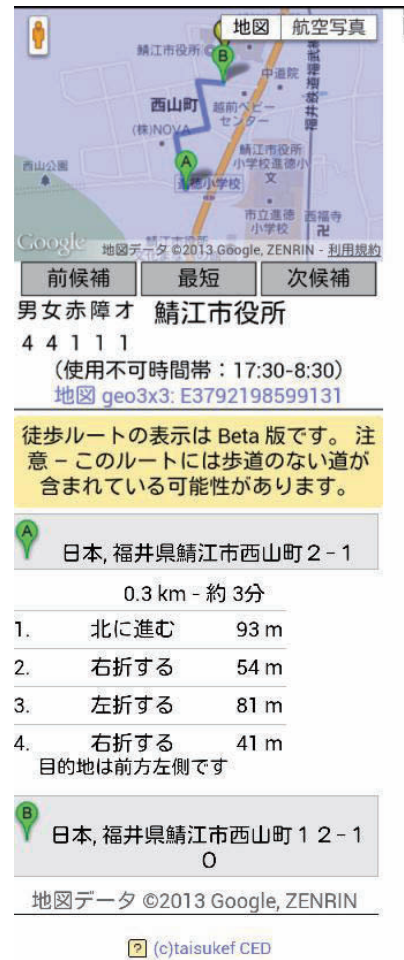 地図 航空写真
鯖江市役所
中道院
西山町
越前ベビー
センター
(株)NOVA
鯖江市役所
小学校進徳小
文
西山公園
進徳小学校
市立進徳
小学校
西福寺
Google 地図データ ©2013 Google, ZENRIN - 利用規約
前候補 最短 次候補
男女赤障オ 鯖江市役所
4 4 1 1 1
(使用不可時間帯:17:30-8:30)
地図 geo3x3: E3792198599131
徒歩ルートの表示は Beta 版です。 注
意 – このルートには歩道のない道が
含まれている可能性があります。
A
日本, 福井県鯖江市西山町2-1
0.3 km - 約 3分
1. 北に進む 93 m
2. 右折する 54 m
3. 左折する 81 m
4. 右折する 41 m
目的地は前方左側です
B
日本, 福井県鯖江市西山町12-1
0
地図データ ©2013 Google, ZENRIN
? (c)taisukef CED